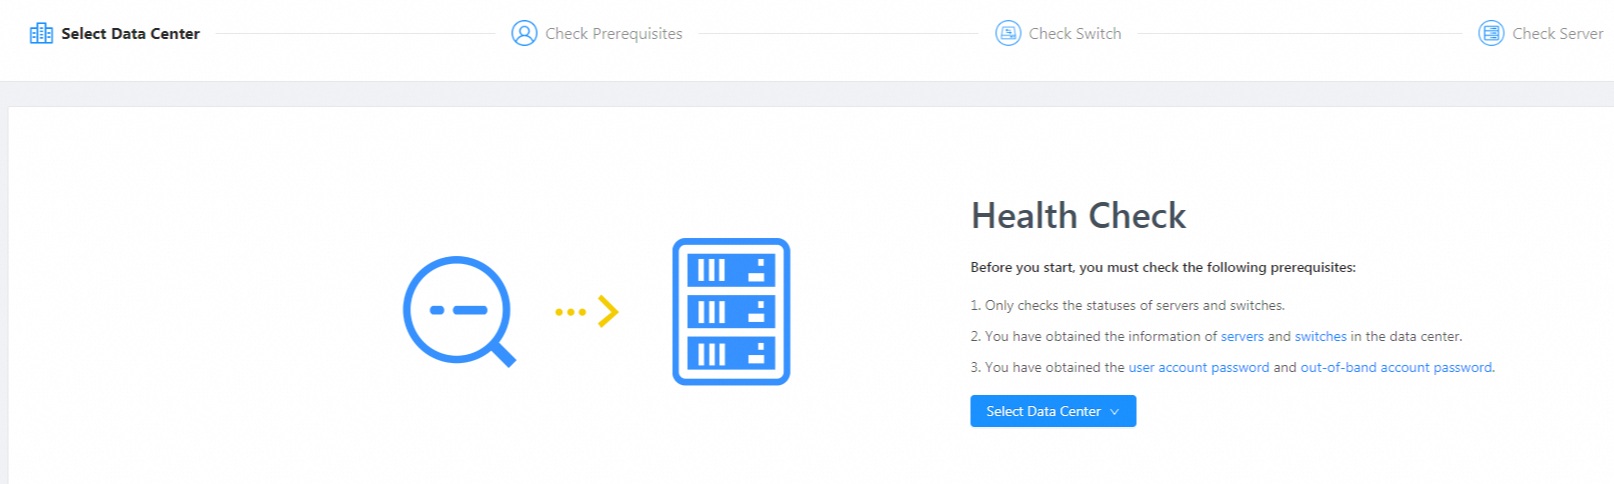 Select Data Center
Check Prerequisites
Check Switch
Check Server
Health Check
Before you start, you must check the following prerequisites:
1. Only checks the statuses of servers and switches.
2. You have obtained the information of servers and switches in the data center.
3. You have obtained the user account password and out-of-band account password.
Select Data Center